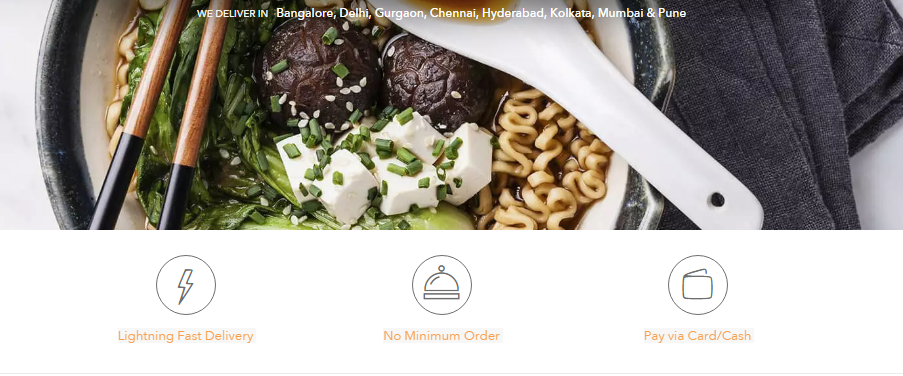 WE DELIVER IN Bangalore, Delhi, Gurgaon, Chennai, Hyderabad, Kolkata, Mumbai & Pune
Lightning Fast Delivery
No Minimum Order
Pay via Card/Cash